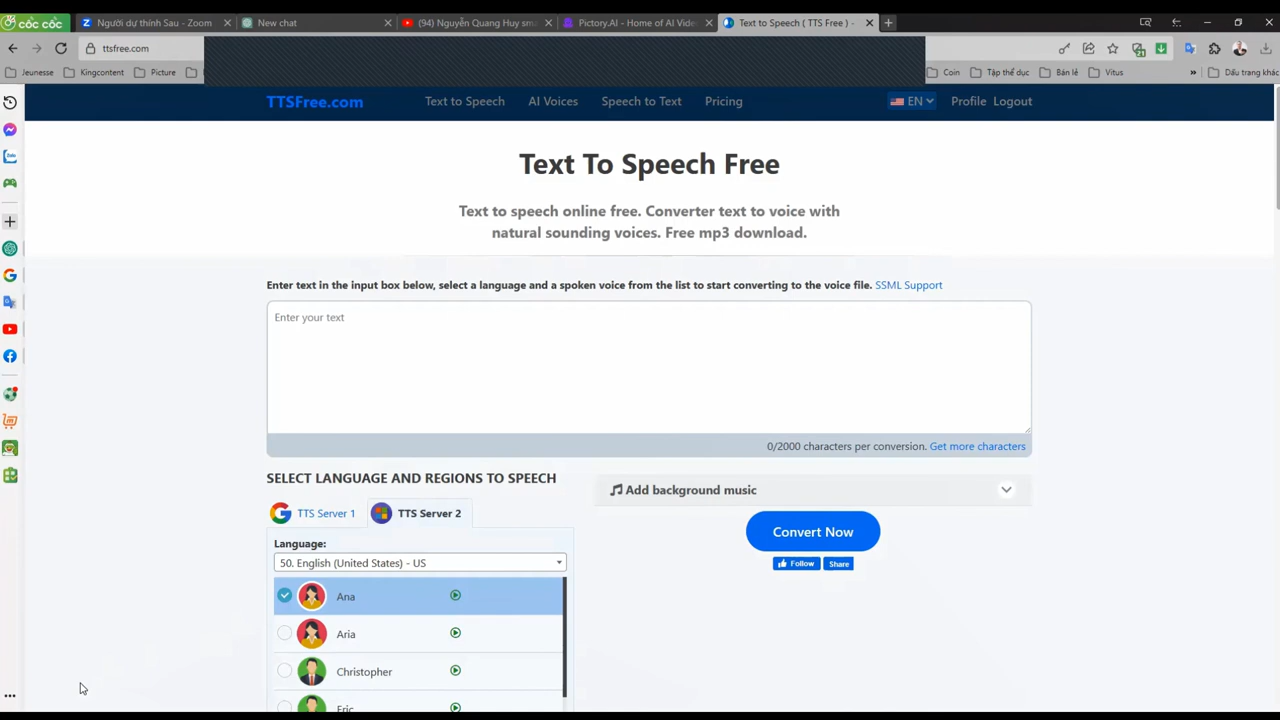 cốc cốc
Người dự thính Sau - Zoom
New chat
(94) Nguyễn Quang Huy sma
Pictory.AI - Home of AI Video
Text to Speech ( TTS Free ) -
ttsfree.com
21
Jeunesse
Kingcontent
Picture
Coin
Tập thể dục
Bán lẻ
Vitus
»
Dấu trang khác
TTSFree.com
Text to Speech
AI Voices
Speech to Text
Pricing
EN
Profile
Logout
Text To Speech Free
Text to speech online free. Converter text to voice with
natural sounding voices. Free mp3 download.
Enter text in the input box below, select a language and a spoken voice from the list to start converting to the voice file. SSML Support
Enter your text
0/2000 characters per conversion. Get more characters
SELECT LANGUAGE AND REGIONS TO SPEECH
Add background music
TTS Server 1
TTS Server 2
Convert Now
Language:
Follow
Share
50. English (United States) - US
Ana
Aria
Christopher
Eric